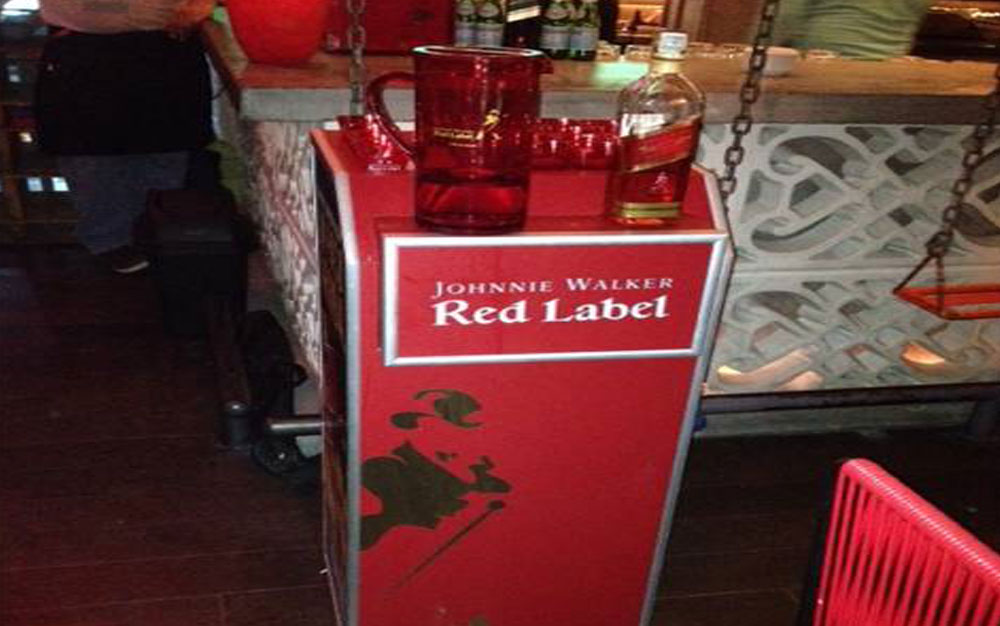 JOHNNIE WALKER
Red Label